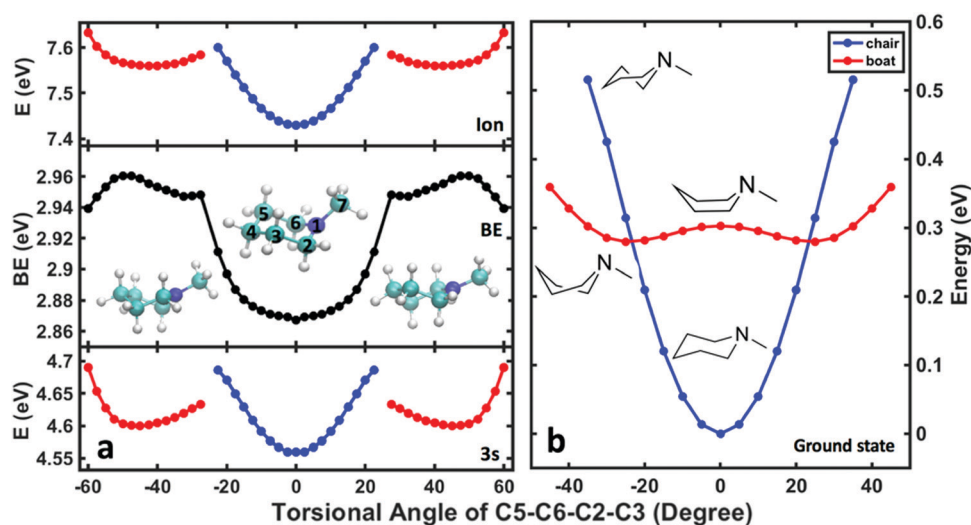 7.6
7.5
7.4
E (eV)
Ion
2.96
2.94
2.92
2.9
2.88
2.86
BE (eV)
BE
5
4
6
3
1
2
7
4.7
4.65
4.6
4.55
E (eV)
a
3s
-60 -40 -20 0 20 40 60
chair
boat
N
N
N
N
b
Ground state
0.6
0.5
0.4
0.3
0.2
0.1
0
Energy (eV)
-40 -20 0 20 40
Torsional Angle of C5-C6-C2-C3 (Degree)